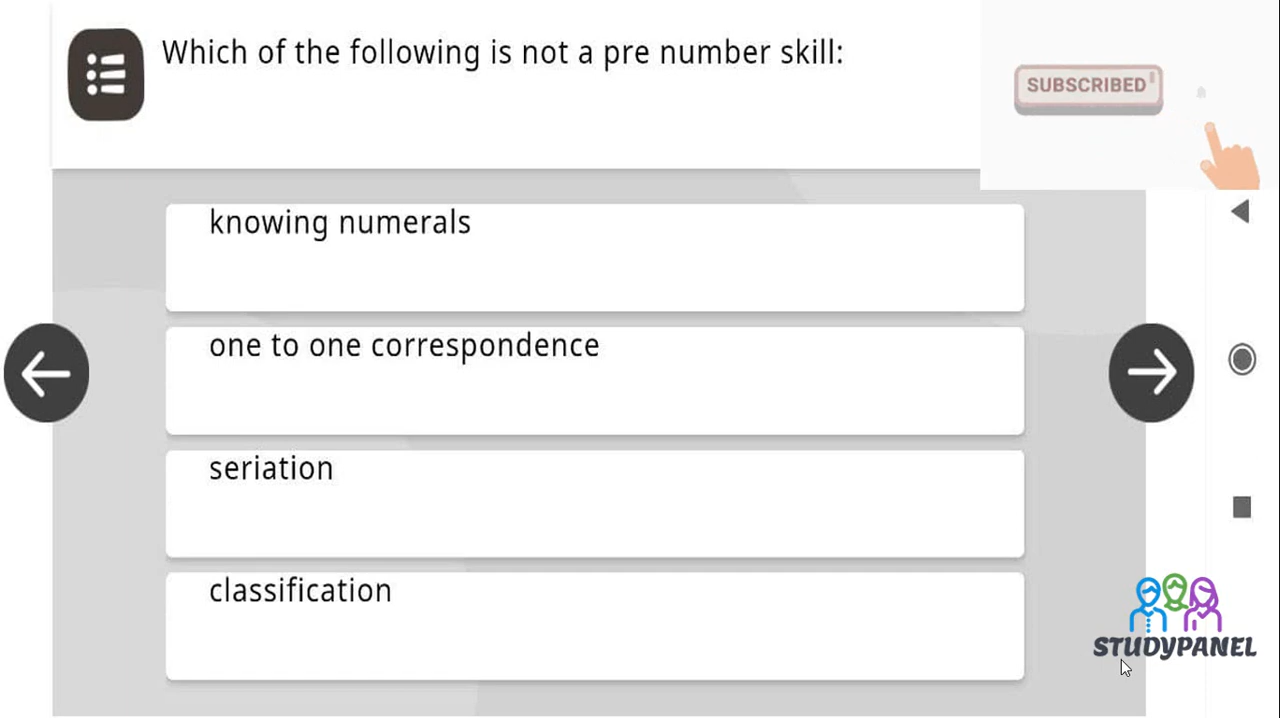 Which of the following is not a pre number skill:
SUBSCRIBED
knowing numerals
one to one correspondence
seriation
classification
STUDYPANEL